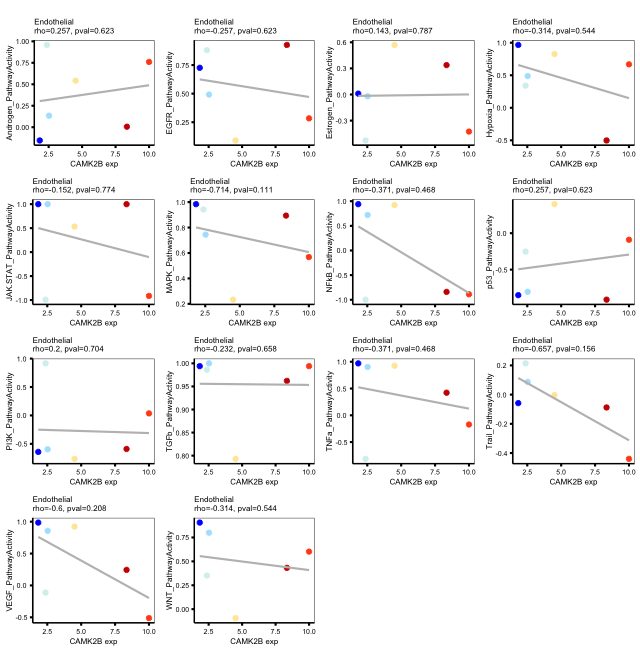 Endothelial
rho=0.257, pval=0.623
1.00
0.75
0.50
0.25
0.00
Androgen_PathwayActivity
2.5 5.0 7.5 10.0
CAMK2B exp
Endothelial
rho=-0.257, pval=0.623
0.75
0.50
0.25
EGFR_PathwayActivity
2.5 5.0 7.5 10.0
CAMK2B exp
Endothelial
rho=0.143, pval=0.787
0.6
0.3
0.0
-0.3
Estrogen_PathwayActivity
2.5 5.0 7.5 10.0
CAMK2B exp
Endothelial
rho=-0.314, pval=0.544
1.0
0.5
0.0
-0.5
Hypoxia_PathwayActivity
2.5 5.0 7.5 10.0
CAMK2B exp
Endothelial
rho=-0.152, pval=0.774
1.0
0.5
0.0
-0.5
-1.0
JAK-STAT_PathwayActivity
2.5 5.0 7.5 10.0
CAMK2B exp
Endothelial
rho=-0.714, pval=0.111
1.0
0.8
0.6
0.4
0.2
MAPK_PathwayActivity
2.5 5.0 7.5 10.0
CAMK2B exp
Endothelial
rho=-0.371, pval=0.468
1.0
0.5
0.0
-0.5
-1.0
NFkB_PathwayActivity
2.5 5.0 7.5 10.0
CAMK2B exp
Endothelial
rho=0.257, pval=0.623
0.0
-0.5
p53_PathwayActivity
2.5 5.0 7.5 10.0
CAMK2B exp
Endothelial
rho=0.2, pval=0.704
1.0
0.5
0.0
-0.5
PI3K_PathwayActivity
2.5 5.0 7.5 10.0
CAMK2B exp
Endothelial
rho=-0.232, pval=0.658
1.00
0.95
0.90
0.85
0.80
TGFb_PathwayActivity
2.5 5.0 7.5 10.0
CAMK2B exp
Endothelial
rho=-0.371, pval=0.468
1.0
0.5
0.0
-0.5
TNFa_PathwayActivity
2.5 5.0 7.5 10.0
CAMK2B exp
Endothelial
rho=-0.657, pval=0.156
0.2
0.0
-0.2
-0.4
Trail_PathwayActivity
2.5 5.0 7.5 10.0
CAMK2B exp
Endothelial
rho=-0.6, pval=0.208
1.0
0.5
0.0
-0.5
VEGF_PathwayActivity
2.5 5.0 7.5 10.0
CAMK2B exp
Endothelial
rho=-0.314, pval=0.544
0.75
0.50
0.25
0.00
WNT_PathwayActivity
2.5 5.0 7.5 10.0
CAMK2B exp